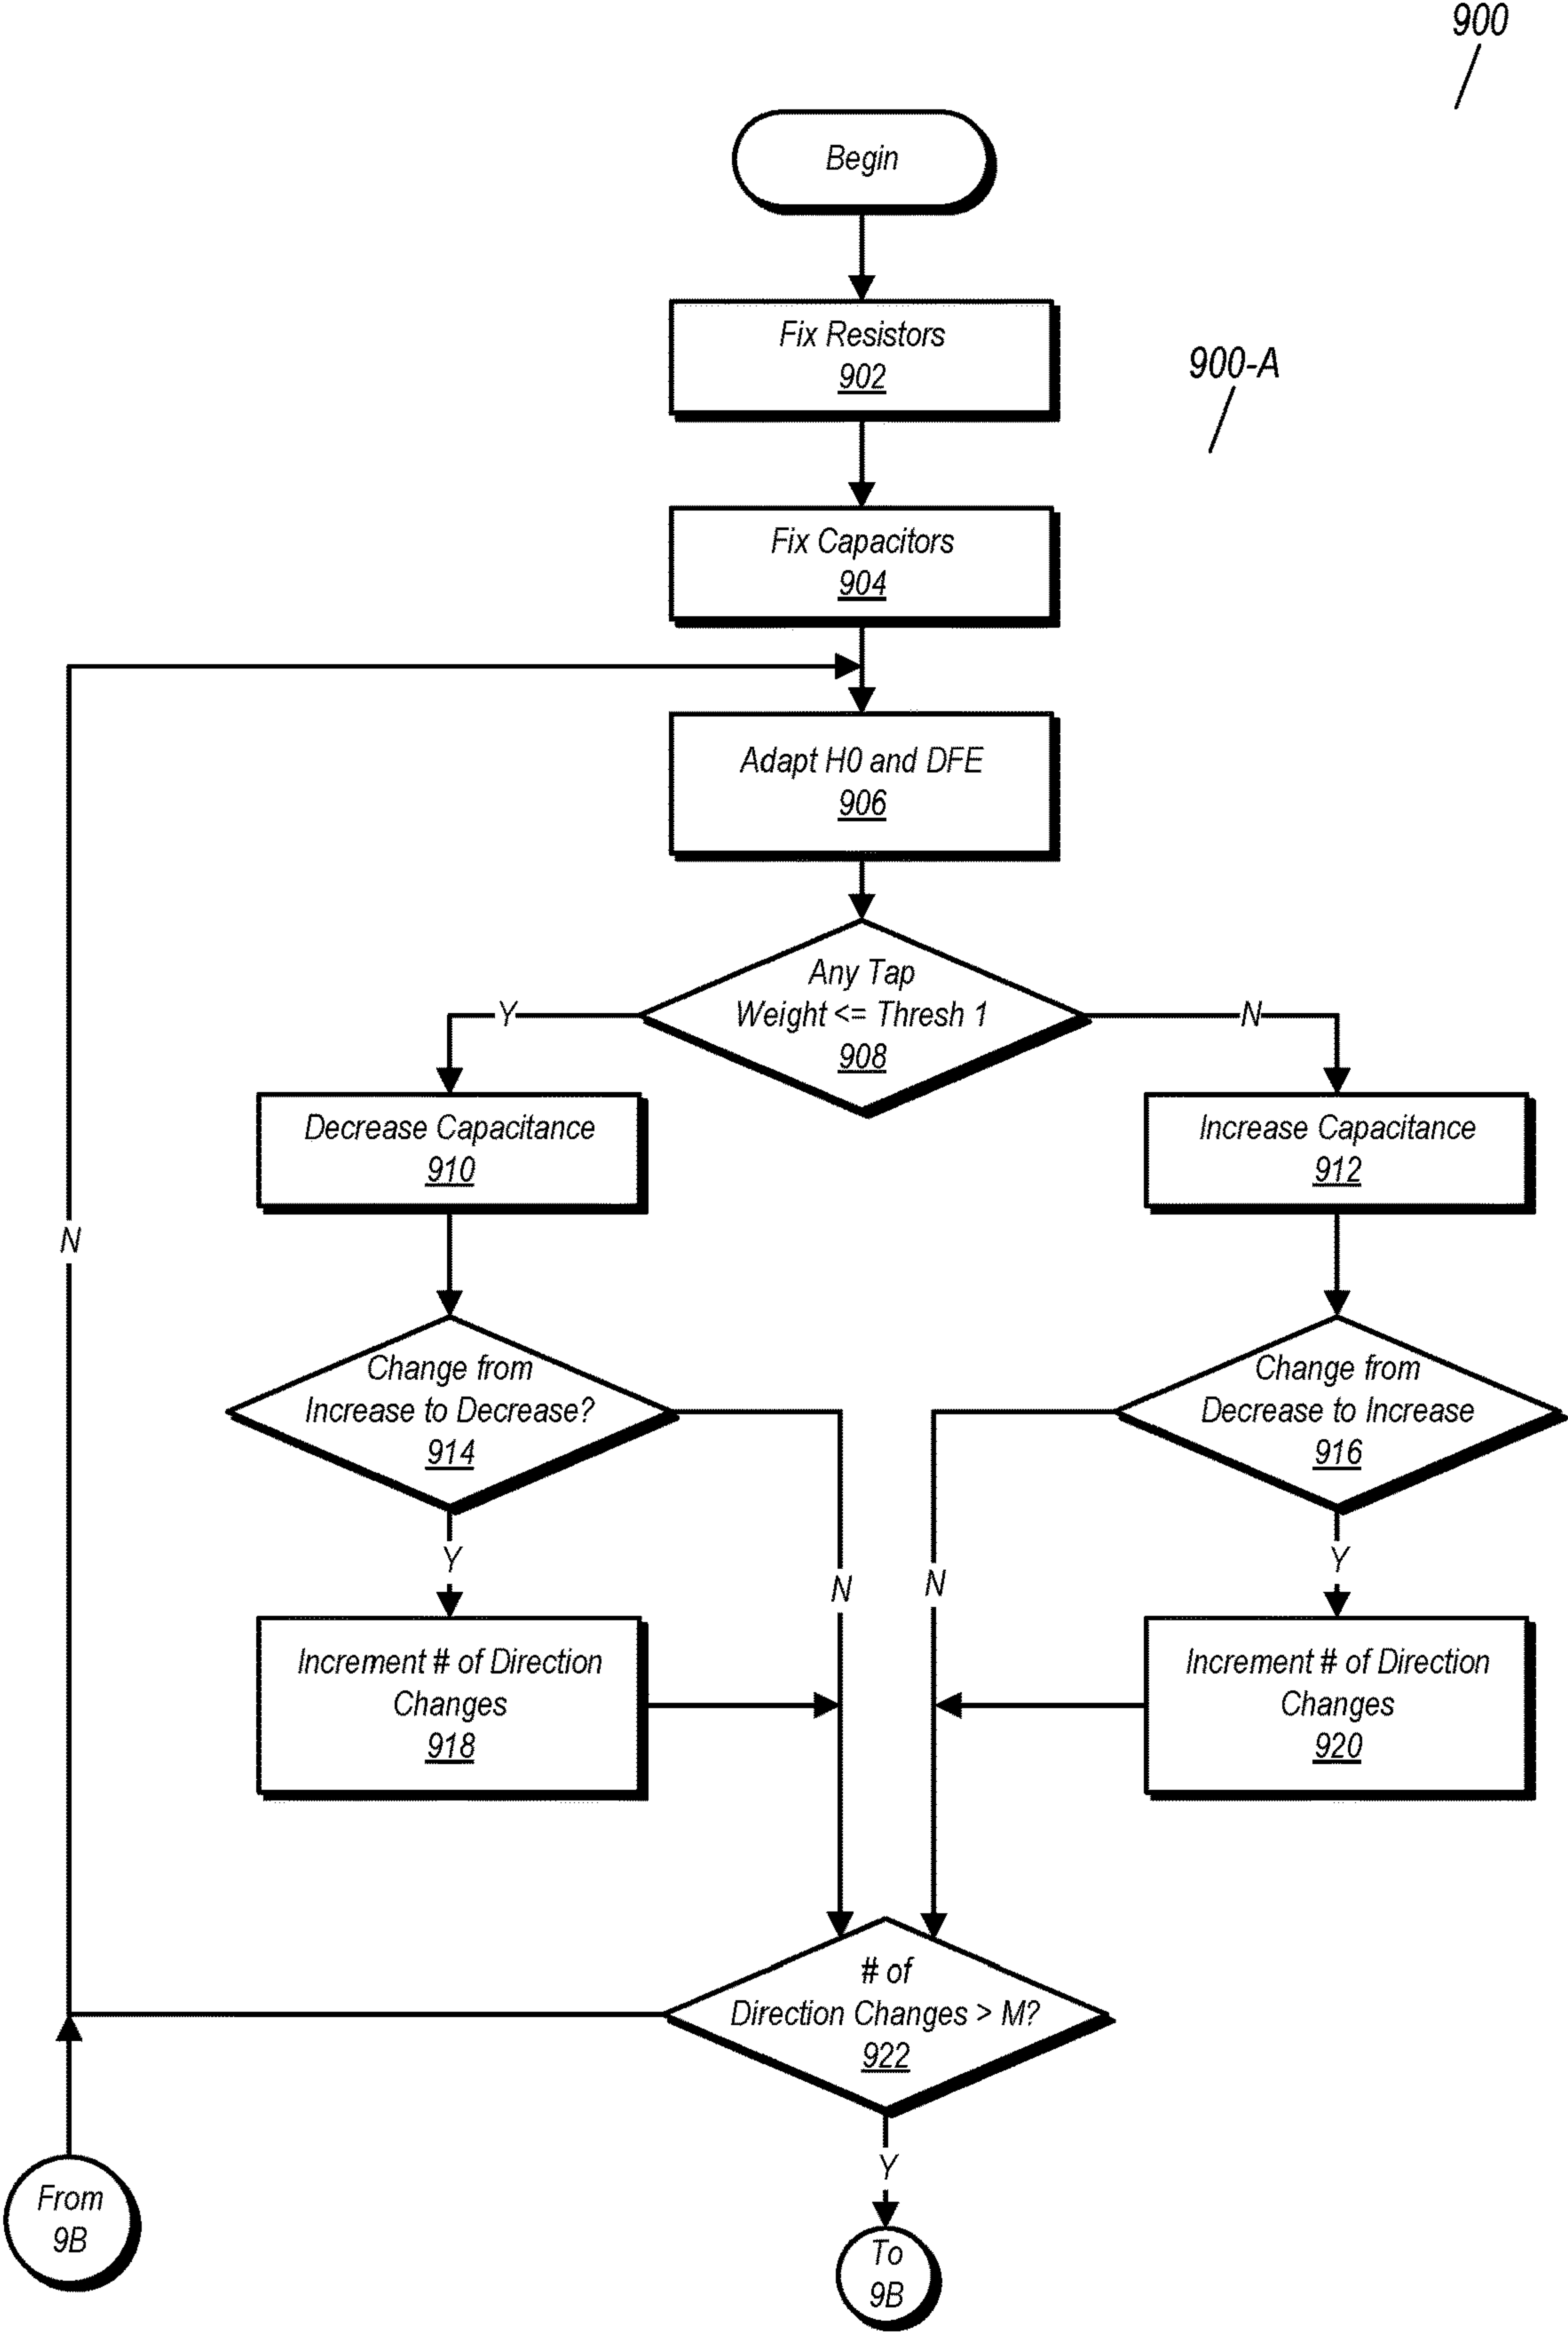 900
Begin
Fix Resistors
902
900-A
Fix Capacitors
904
Adapt H0 and DFE
906
Any Tap
Weight <= Thresh 1
908
Y
N
Decrease Capacitance
910
Increase Capacitance
912
N
Change from
Increase to Decrease?
914
Change from
Decrease to Increase
916
Y
N
N
Y
Increment # of Direction
Changes
918
Increment # of Direction
Changes
920
# of
Direction Changes > M?
922
Y
From
9B
To
9B